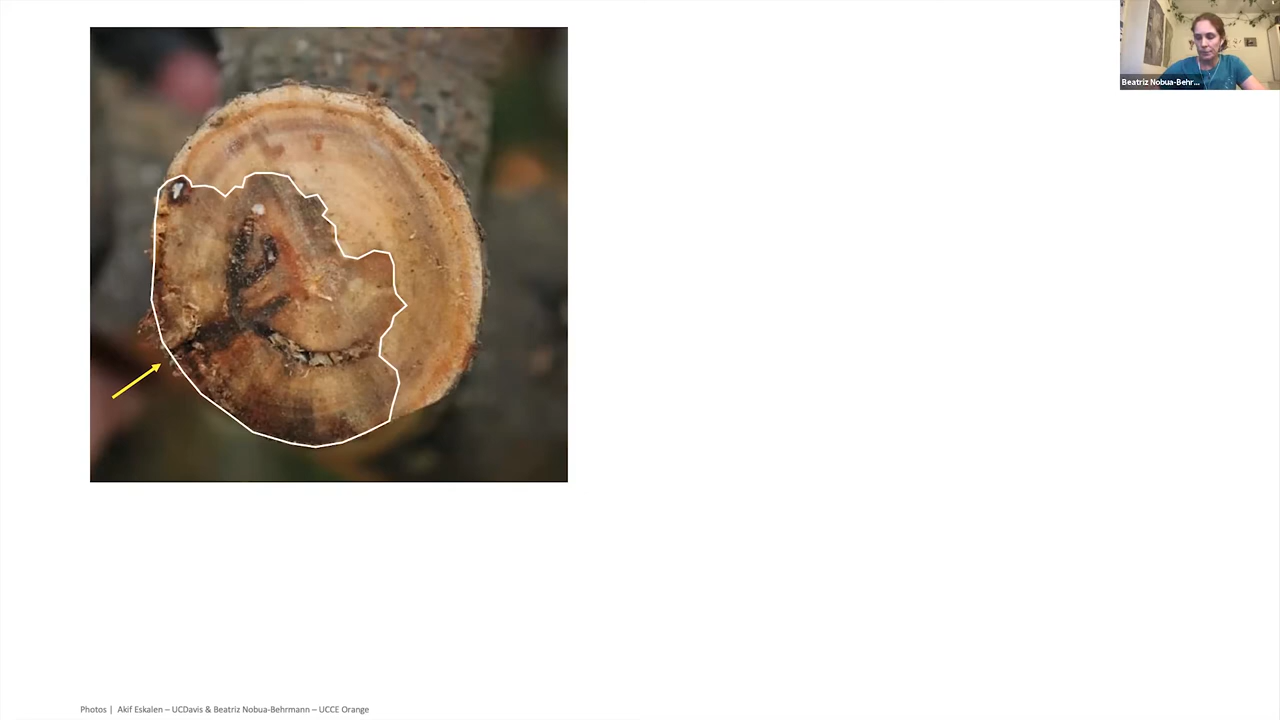 Beatriz Nobua-Behr...
Photos | Akif Eskalen – UCDavis & Beatriz Nobua-Behrmann – UCCE Orange